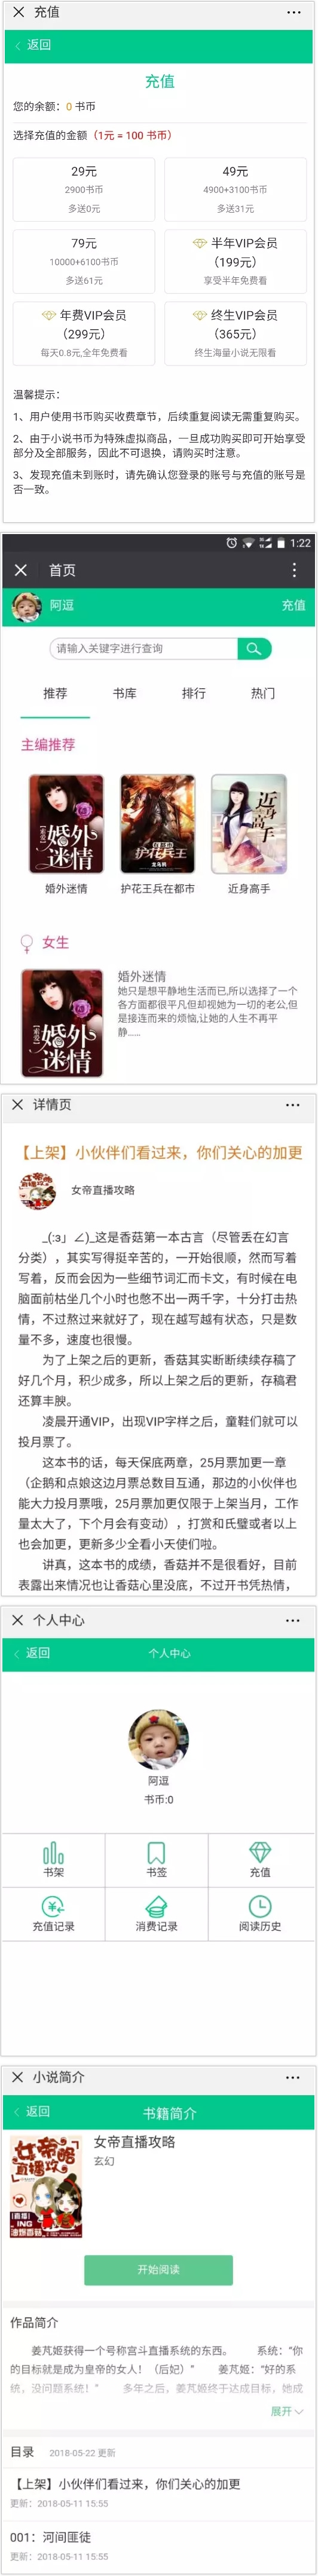 充值
返回
充值
您的余额：0 书币
选择充值的金额（1元 = 100 书币）
29元
2900书币
多送0元
49元
4900+3100书币
多送31元
79元
10000+6100书币
多送61元
半年VIP会员
（199元）
享受半年免费看
年费VIP会员
（299元）
每天0.8元,全年免费看
终生VIP会员
（365元）
终生海量小说无限看
温馨提示：
1、用户使用书币购买收费章节，后续重复阅读无需重复购买。
2、由于小说书币为特殊虚拟商品，一旦成功购买即可开始享受
部分及全部服务，因此不可退换，请购买时注意。
3、发现充值未到账时，请先确认您登录的账号与充值的账号是
否一致。
1:22
首页
阿逗
充值
请输入关键字进行查询
推荐
书库
排行
热门
主编推荐
婚外迷情
护花兵王
近身高手
婚外迷情
护花王兵在都市
近身高手
女生
婚外迷情
婚外迷情
她只是想平静地生活而已,所以选择了一个
各方面都很平凡但却视她为一切的老公,但
是接连而来的烦恼,让她的人生不再平
静......
详情页
【上架】小伙伴们看过来，你们关心的加更
女帝直播攻略
_(:з」∠)_这是香菇第一本古言（尽管丢在幻言
分类），其实写得挺辛苦的，一开始很顺，然而写着
写着，反而会因为一些细节词汇而卡文，有时候在电
脑面前枯坐几个小时也憋不出一两千字，十分打击热
情，不过熬过来就好了，现在越写越有状态，只是数
量不多，速度也很慢。
为了上架之后的更新，香菇其实断断续续存稿了
好几个月，积少成多，所以上架之后的更新，存稿君
还算丰腴。
凌晨开通VIP，出现VIP字样之后，童鞋们就可以
投月票了。
这本书的话，每天保底两章，25月票加更一章
（企鹅和点娘这边月票总数目互通，那边的小伙伴也
能大力投月票哦，25月票加更仅限于上架当月，工作
量太大了，下个月会有变动），打赏和氏璧或者以上
也会加更，更新多少全看小天使们啦。
讲真，这本书的成绩，香菇并不是很看好，目前
表露出来情况也让香菇心里没底，不过开书凭热情，
个人中心
返回
个人中心
阿逗
书币:0
书架
书签
充值
充值记录
消费记录
阅读历史
小说简介
返回
书籍简介
女帝直播攻略
女帝直播攻略
玄幻
开始阅读
作品简介
姜芃姬获得一个号称宫斗直播系统的东西。 系统：“你
的目标就是成为皇帝的女人！（后妃）” 姜芃姬：“好的系
统，没问题系统！” 多年之后，姜芃姬终于达成目标，她成
展开
目录 2018-05-22 更新
【上架】小伙伴们看过来，你们关心的加更
更新：2018-05-11 15:55
001：河间匪徒
更新：2018-05-11 15:55